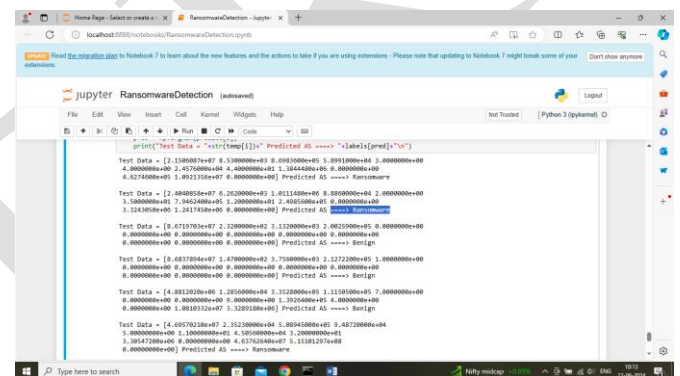 Home Page - Select or create a n
RansomwareDetection - Jupyter
localhost:8888/notebooks/RansomwareDetection.ipynb
UPDATE Read the migration plan to Notebook 7 to learn about the new features and the actions to take if you are using extensions - Please note that updating to Notebook 7 might break some of your extensions.
Don't show anymore
jupyter RansomwareDetection (autosaved)
Logout
File Edit View Insert Cell Kernel Widgets Help
Not Trusted Python 3 (ipykernel)
Run Code
print("Test Data = "+str(temp[i])+" Predicted AS ====> "+labels[pred]+"\n")
Test Data = [2.1506087e+07 8.5300000e+03 8.6983600e+05 5.8991000e+04 3.0000000e+00
4.0000000e+00 2.4576000e+04 4.4000000e+01 1.3844480e+06 0.0000000e+00
4.6274600e+05 1.0921356e+07 0.0000000e+00] Predicted AS ====> Ransomware
Test Data = [2.4040858e+07 6.2620000e+03 1.0111480e+06 8.8860000e+04 2.0000000e+00
3.5000000e+01 7.9462400e+05 1.2000000e+01 2.4985600e+05 0.0000000e+00
3.3243050e+06 1.2417450e+06 0.0000000e+00] Predicted AS ====> Ransomware
Test Data = [8.6719703e+07 2.3200000e+02 3.1320000e+03 2.0025900e+05 0.0000000e+00
0.0000000e+00 0.0000000e+00 0.0000000e+00 0.0000000e+00 0.0000000e+00
0.0000000e+00 0.0000000e+00 0.0000000e+00] Predicted AS ====> Benign
Test Data = [8.6837894e+07 1.4700000e+02 3.7560000e+03 2.1272200e+05 1.0000000e+00
0.0000000e+00 0.0000000e+00 0.0000000e+00 0.0000000e+00 0.0000000e+00
0.0000000e+00 0.0000000e+00 0.0000000e+00] Predicted AS ====> Benign
Test Data = [4.8812020e+06 1.2856000e+04 3.3528000e+05 1.1150500e+05 7.0000000e+00
0.0000000e+00 0.0000000e+00 9.0000000e+00 1.3926400e+05 4.0000000e+00
0.0000000e+00 1.0810332e+07 3.3289180e+06] Predicted AS ====> Benign
Test Data = [4.69570210e+07 2.35230000e+04 5.08945000e+05 9.48720000e+04
5.00000000e+00 1.10000000e+01 4.50560000e+04 3.20000000e+01
3.30547280e+06 0.00000000e+00 4.63762640e+07 5.15101297e+08
0.00000000e+00] Predicted AS ====> Ransomware
Type here to search
Nifty midcap +0.89%
ENG
10:13